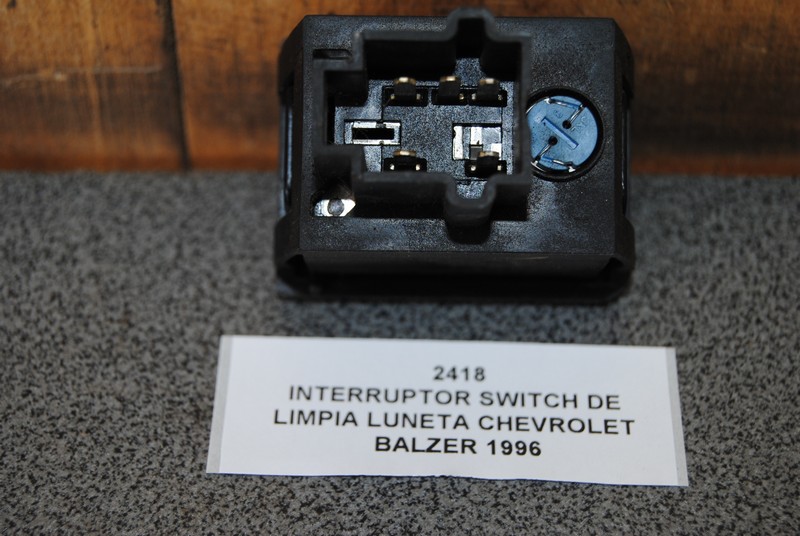 2418
INTERRUPTOR SWITCH DE
LIMPIA LUNETA CHEVROLET
BALZER 1996